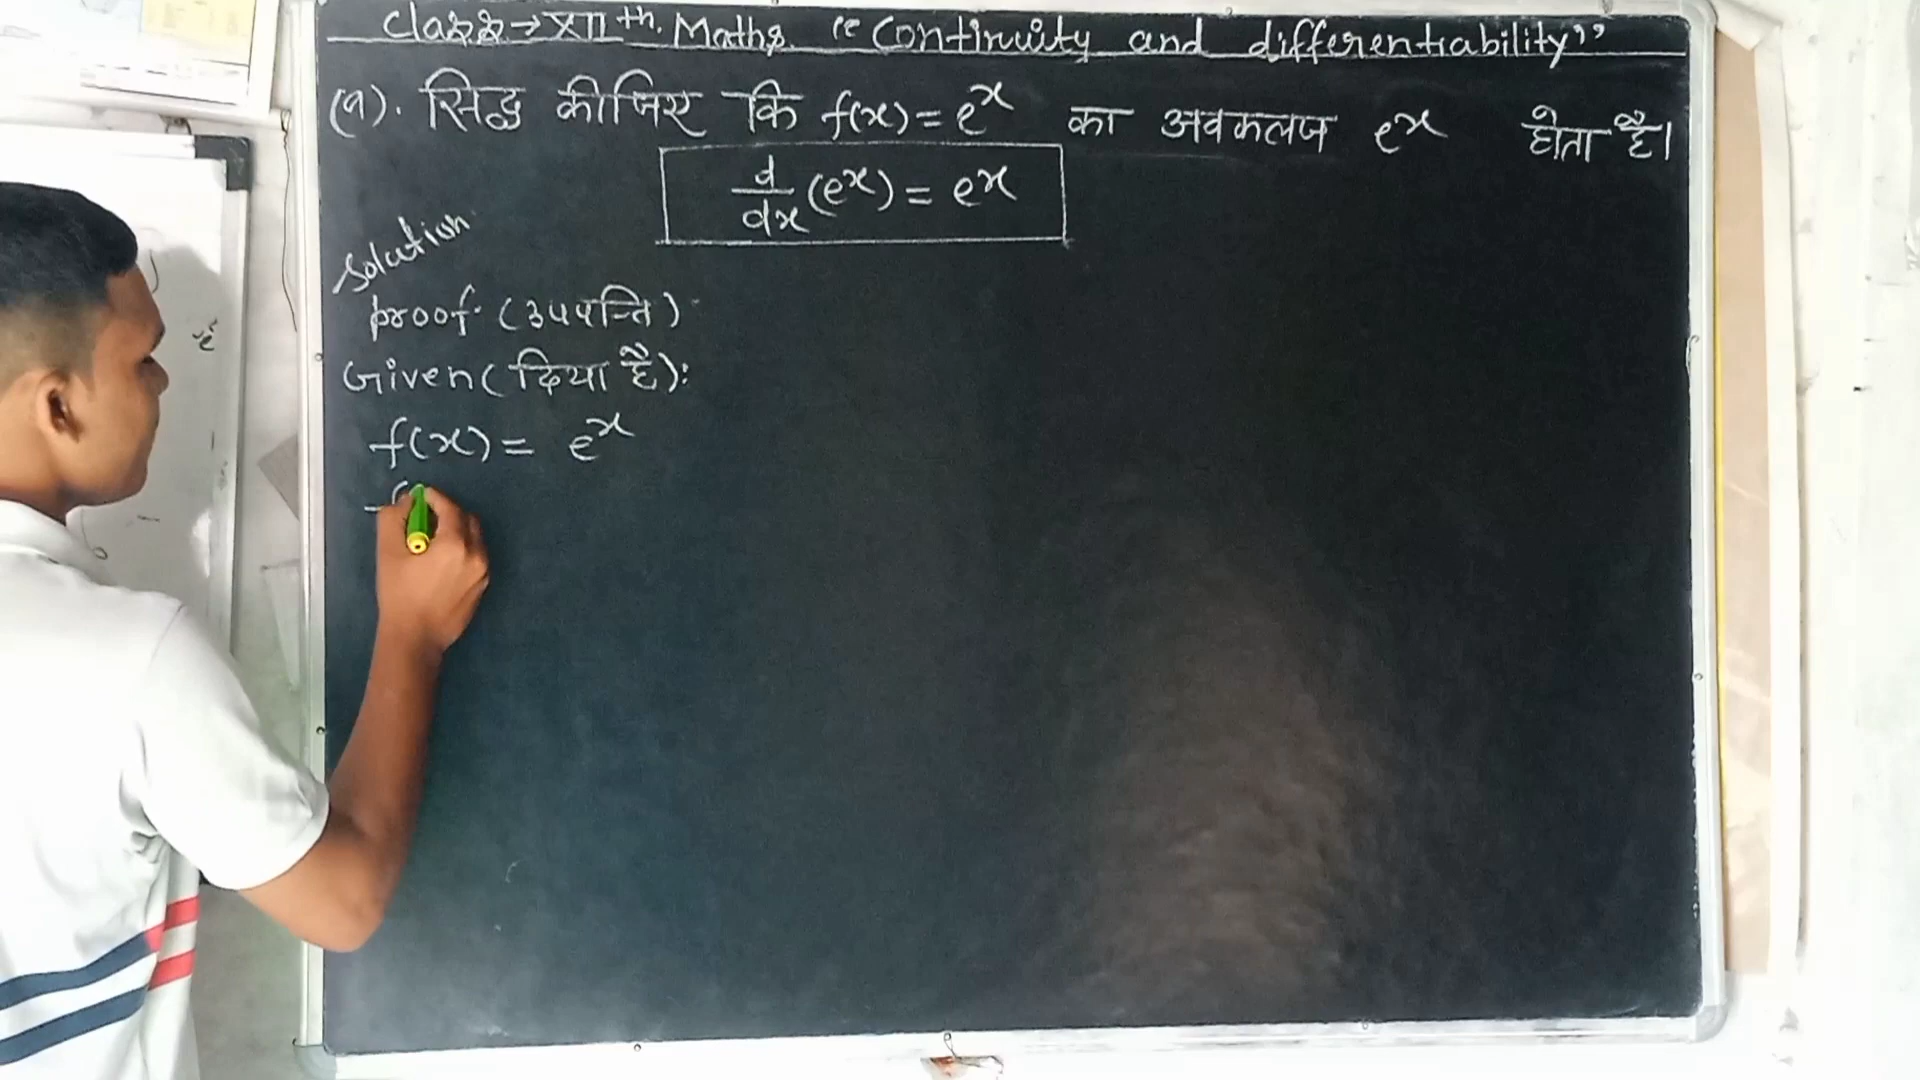 Class→XIIth. Maths. "Continuity and differentiability"
(a). सिद्ध कीजिए कि f(x) = e^x का अवकलज e^x होता है।
d/dx (e^x) = e^x
Solution
proof. (उपपत्ति)
Given (दिया है):
f(x) = e^x
f